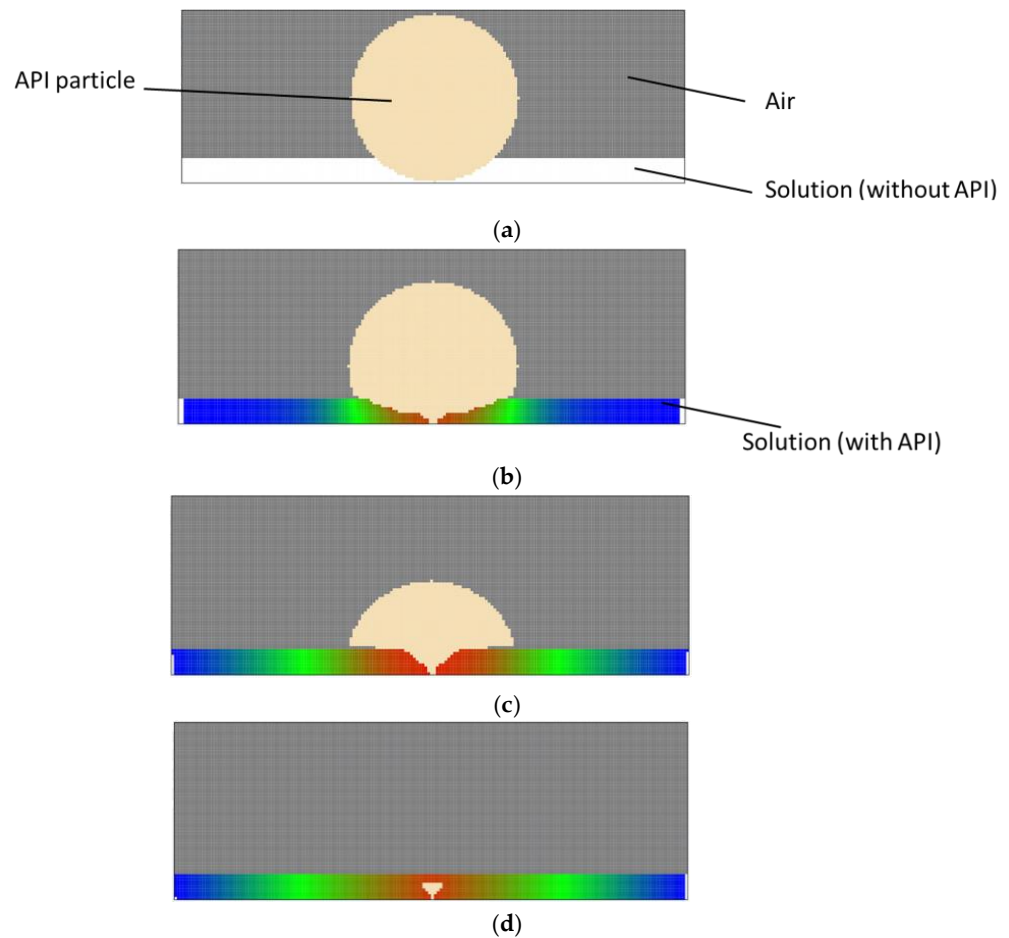 API particle
Air
Solution (without API)
(a)
Solution (with API)
(b)
(c)
(d)